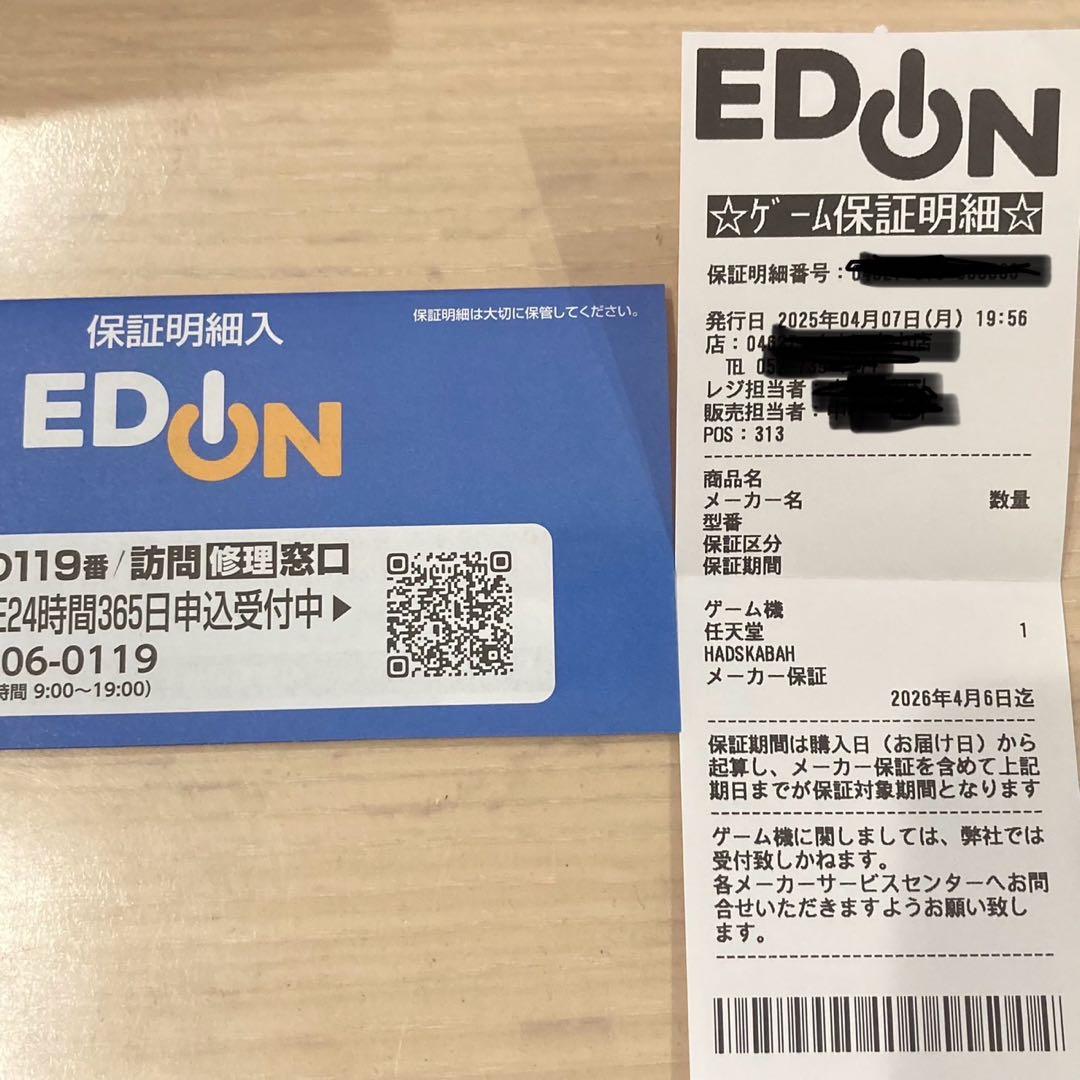 保証明細入
保証明細は大切に保管してください。
EDION
119番/訪問修理窓口
24時間365日申込受付中▶
06-0119
時間 9:00～19:00)
EDION
☆ゲーム保証明細☆
保証明細番号:
発行日 2025年04月07日(月) 19:56
店:04
TEL 05
レジ担当者
販売担当者:
POS:313
商品名
メーカー名 数量
型番
保証区分
保証期間
ゲーム機
任天堂 1
HADSKABAH
メーカー保証
2026年4月6日迄
保証期間は購入日(お届け日)から
起算し、メーカー保証を含めて上記
期日までが保証対象期間となります
ゲーム機に関しましては、弊社では
受付致しかねます。
各メーカーサービスセンターへお問
合せいただきますようお願い致し
ます。